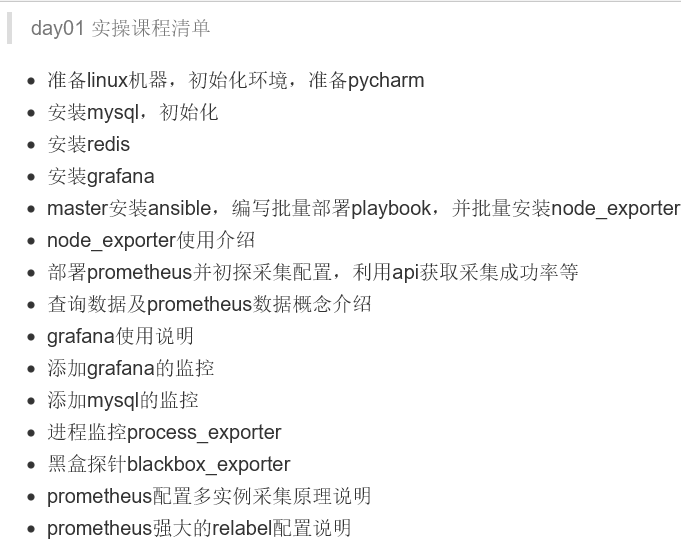 day01 实操课程清单
准备linux机器，初始化环境，准备pycharm
安装mysql，初始化
安装redis
安装grafana
master安装ansible，编写批量部署playbook，并批量安装node_exporter
node_exporter使用介绍
部署prometheus并初探采集配置，利用api获取采集成功率等
查询数据及prometheus数据概念介绍
grafana使用说明
添加grafana的监控
添加mysql的监控
进程监控process_exporter
黑盒探针blackbox_exporter
prometheus配置多实例采集原理说明
prometheus强大的relabel配置说明